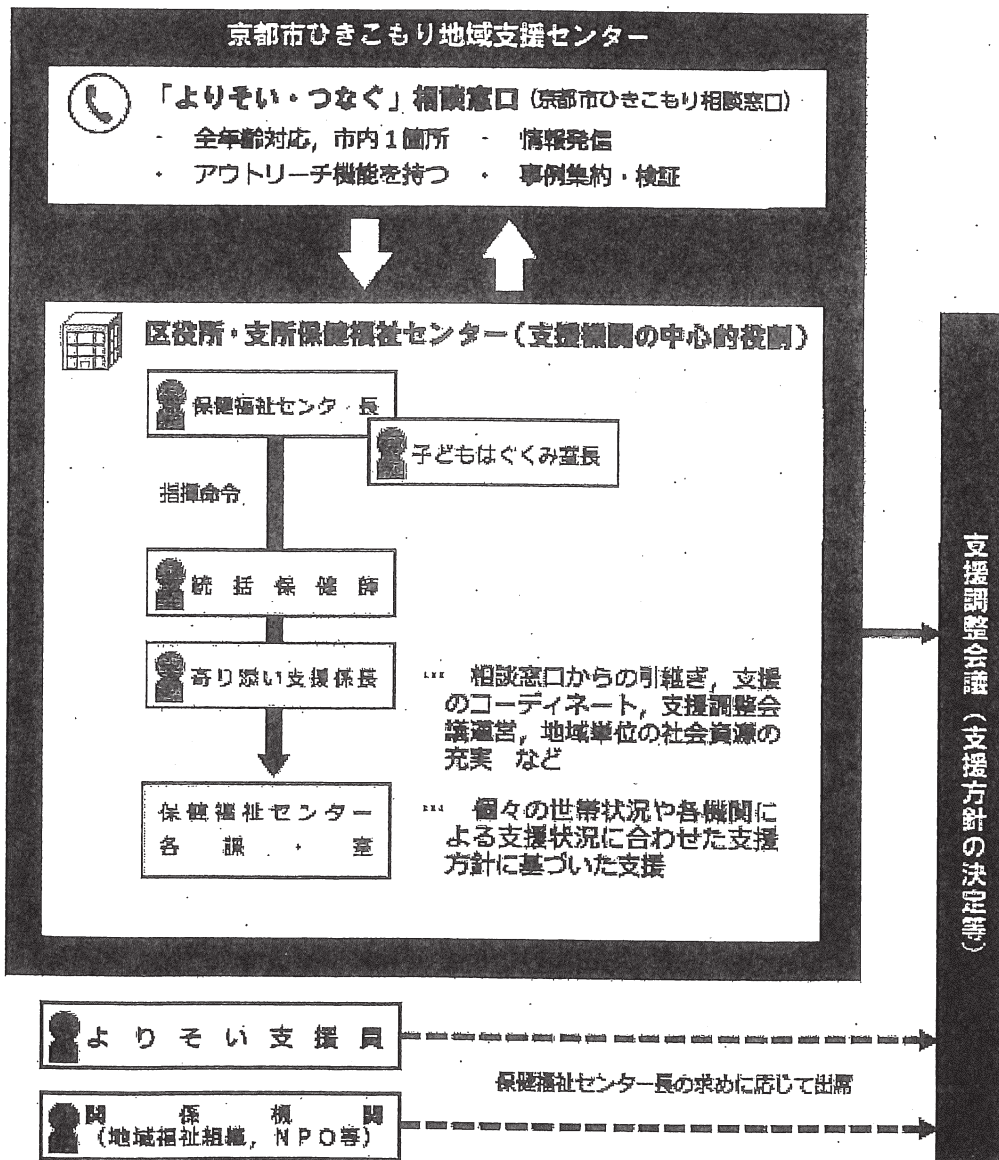 京都市ひきこもり地域支援センター
「よりそい・つなぐ」相談窓口（京都市ひきこもり相談窓口）
・ 全年齢対応，市内１箇所 ・ 情報発信
・ アウトリーチ機能を持つ ・ 事例集約・検証
区役所・支所保健福祉センター（支援機関の中心的役割）
保健福祉センター長
子どもはぐくみ室長
指揮命令
統括保健師
寄り添い支援係長
… 相談窓口からの引継ぎ，支援
のコーディネート，支援調整会
議運営，地域単位の社会資源の
充実 など
保健福祉センター
各課・室
… 個々の世帯状況や各機関に
よる支援状況に合わせた支援
方針に基づいた支援
支援調整会議（支援方針の決定等）
よりそい支援員
保健福祉センター長の求めに応じて出席
関係機関
（地域福祉組織，ＮＰＯ等）